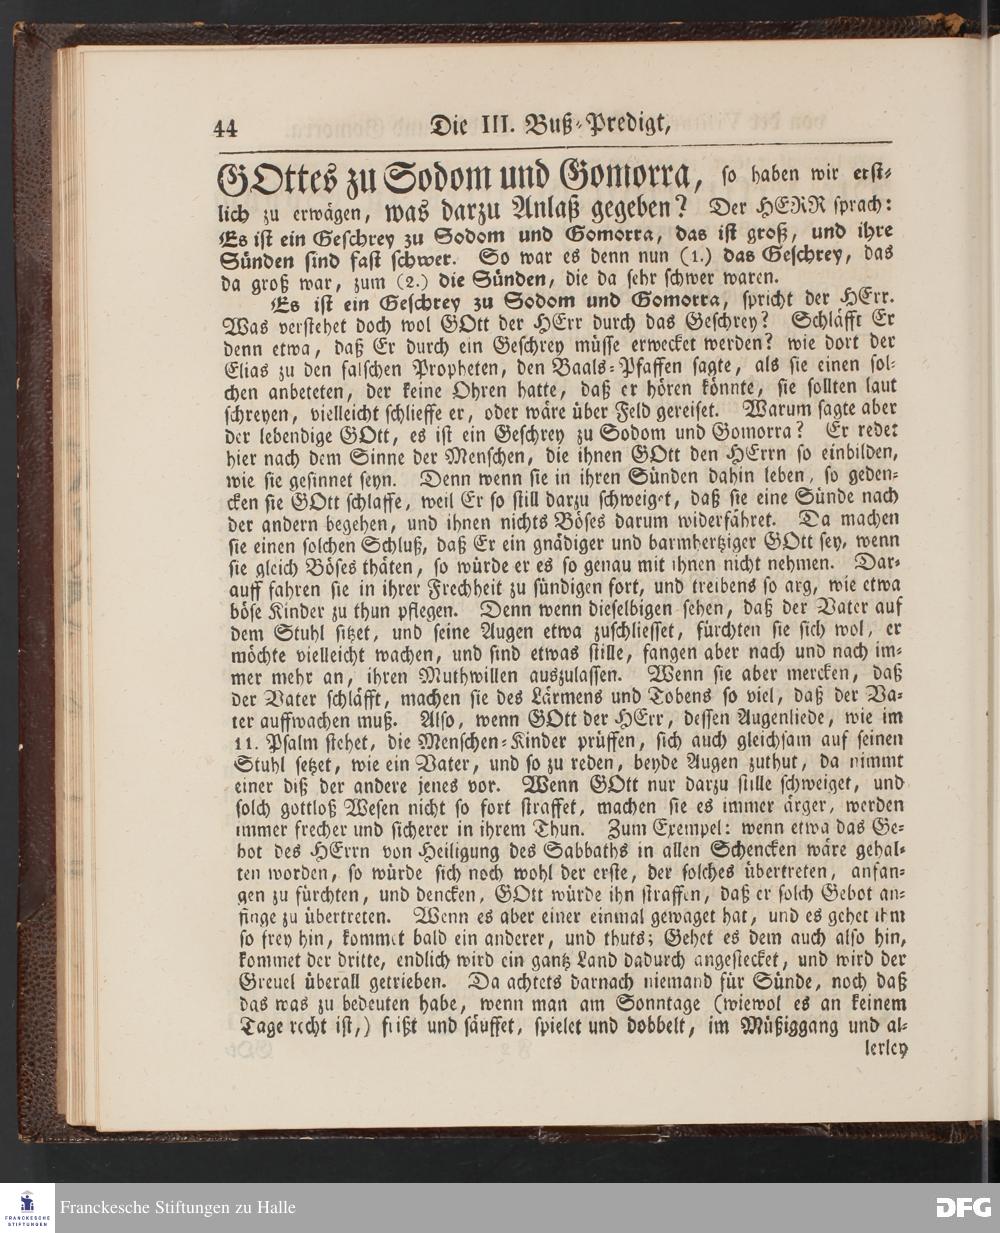 44
Die III. Buß-Predigt,
GOttes zu Sodom und Gomorra, so haben wir erst-
lich zu erwägen, was darzu Anlaß gegeben? Der HERR sprach:
Es ist ein Geschrey zu Sodom und Gomorra, das ist groß, und ihre
Sünden sind fast schwer. So war es denn nun (1.) das Geschrey, das
da groß war, zum (2.) die Sünden, die da sehr schwer waren.
Es ist ein Geschrey zu Sodom und Gomorra, spricht der HErr.
Was verstehet doch wol GOtt der HErr durch das Geschrey? Schläfft Er
denn etwa, daß Er durch ein Geschrey müsse erwecket werden? wie dort der
Elias zu den falschen Propheten, den Baals-Pfaffen sagte, als sie einen sol-
chen anbeteten, der keine Ohren hatte, daß er hören könnte, sie sollten laut
schreyen, vielleicht schlieffe er, oder wäre über Feld gereiset. Warum sagte aber
der lebendige GOtt, es ist ein Geschrey zu Sodom und Gomorra? Er redet
hier nach dem Sinne der Menschen, die ihnen GOtt den HErrn so einbilden,
wie sie gesinnet seyn. Denn wenn sie in ihren Sünden dahin leben, so geden-
cken sie GOtt schlaffe, weil Er so still darzu schweiget, daß sie eine Sünde nach
der andern begehen, und ihnen nichts Böses darum widerfähret. Da machen
sie einen solchen Schluß, daß Er ein gnädiger und barmhertziger GOtt sey, wenn
sie gleich Böses thäten, so würde er es so genau mit ihnen nicht nehmen. Dar-
auff fahren sie in ihrer Frechheit zu sündigen fort, und treibens so arg, wie etwa
böse Kinder zu thun pflegen. Denn wenn dieselbigen sehen, daß der Vater auf
dem Stuhl sitzet, und seine Augen etwa zuschliesset, fürchten sie sich wol, er
möchte vielleicht wachen, und sind etwas stille, fangen aber nach und nach im-
mer mehr an, ihren Muthwillen auszulassen. Wenn sie aber mercken, daß
der Vater schläfft, machen sie des Lärmens und Tobens so viel, daß der Va-
ter auffwachen muß. Also, wenn GOtt der HErr, dessen Augenliede, wie im
11. Psalm stehet, die Menschen-Kinder prüffen, sich auch gleichsam auf seinen
Stuhl setzet, wie ein Vater, und so zu reden, beyde Augen zuthut, da nimmt
einer diß der andere jenes vor. Wenn GOtt nur darzu stille schweiget, und
solch gottloß Wesen nicht so fort straffet, machen sie es immer ärger, werden
immer frecher und sicherer in ihrem Thun. Zum Exempel: wenn etwa das Ge-
bot des HErrn von Heiligung des Sabbaths in allen Schencken wäre gehal-
ten worden, so würde sich noch wohl der erste, der solches übertreten, anfan-
gen zu fürchten, und dencken, GOtt würde ihn straffen, daß er solch Gebot an-
finge zu übertreten. Wenn es aber einer einmal gewaget hat, und es gehet ihm
so frey hin, kommet bald ein anderer, und thuts; Gehet es dem auch also hin,
kommet der dritte, endlich wird ein gantz Land dadurch angestecket, und wird der
Greuel überall getrieben. Da achtets darnach niemand für Sünde, noch daß
das was zu bedeuten habe, wenn man am Sonntage (wiewol es an keinem
Tage recht ist,) frißt und säuffet, spielet und dobbelt, im Müßiggang und al-
lerley
FRANCKESCHE
STIFTUNGEN
Franckesche Stiftungen zu Halle
DFG